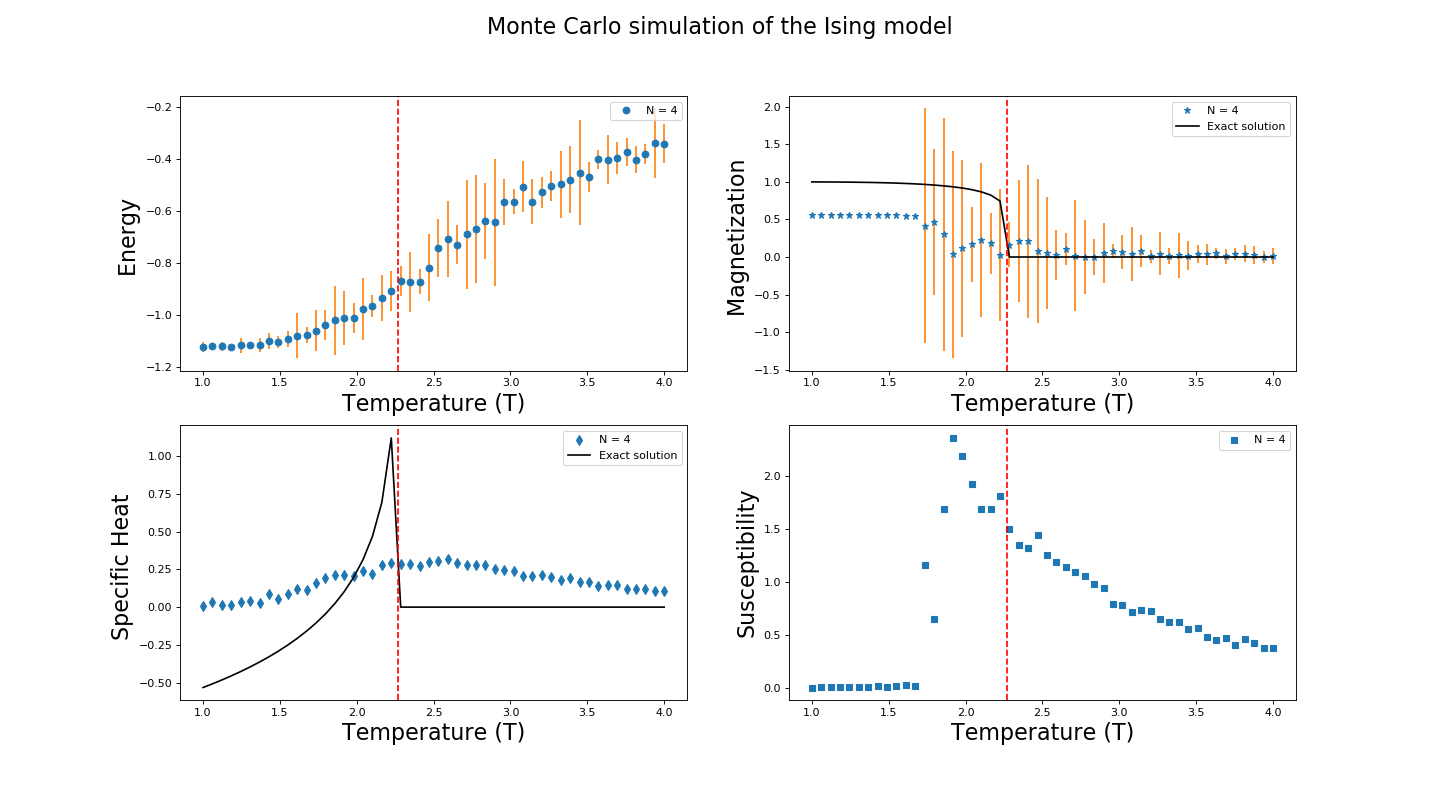 Monte Carlo simulation of the Ising model
Energy
−0.2
−0.4
−0.6
−0.8
−1.0
−1.2
N = 4
1.0 1.5 2.0 2.5 3.0 3.5 4.0
Temperature (T)
Magnetization
2.0
1.5
1.0
0.5
0.0
−0.5
−1.0
−1.5
N = 4
Exact solution
1.0 1.5 2.0 2.5 3.0 3.5 4.0
Temperature (T)
Specific Heat
1.00
0.75
0.50
0.25
0.00
−0.25
−0.50
N = 4
Exact solution
1.0 1.5 2.0 2.5 3.0 3.5 4.0
Temperature (T)
Susceptibility
2.0
1.5
1.0
0.5
0.0
N = 4
1.0 1.5 2.0 2.5 3.0 3.5 4.0
Temperature (T)